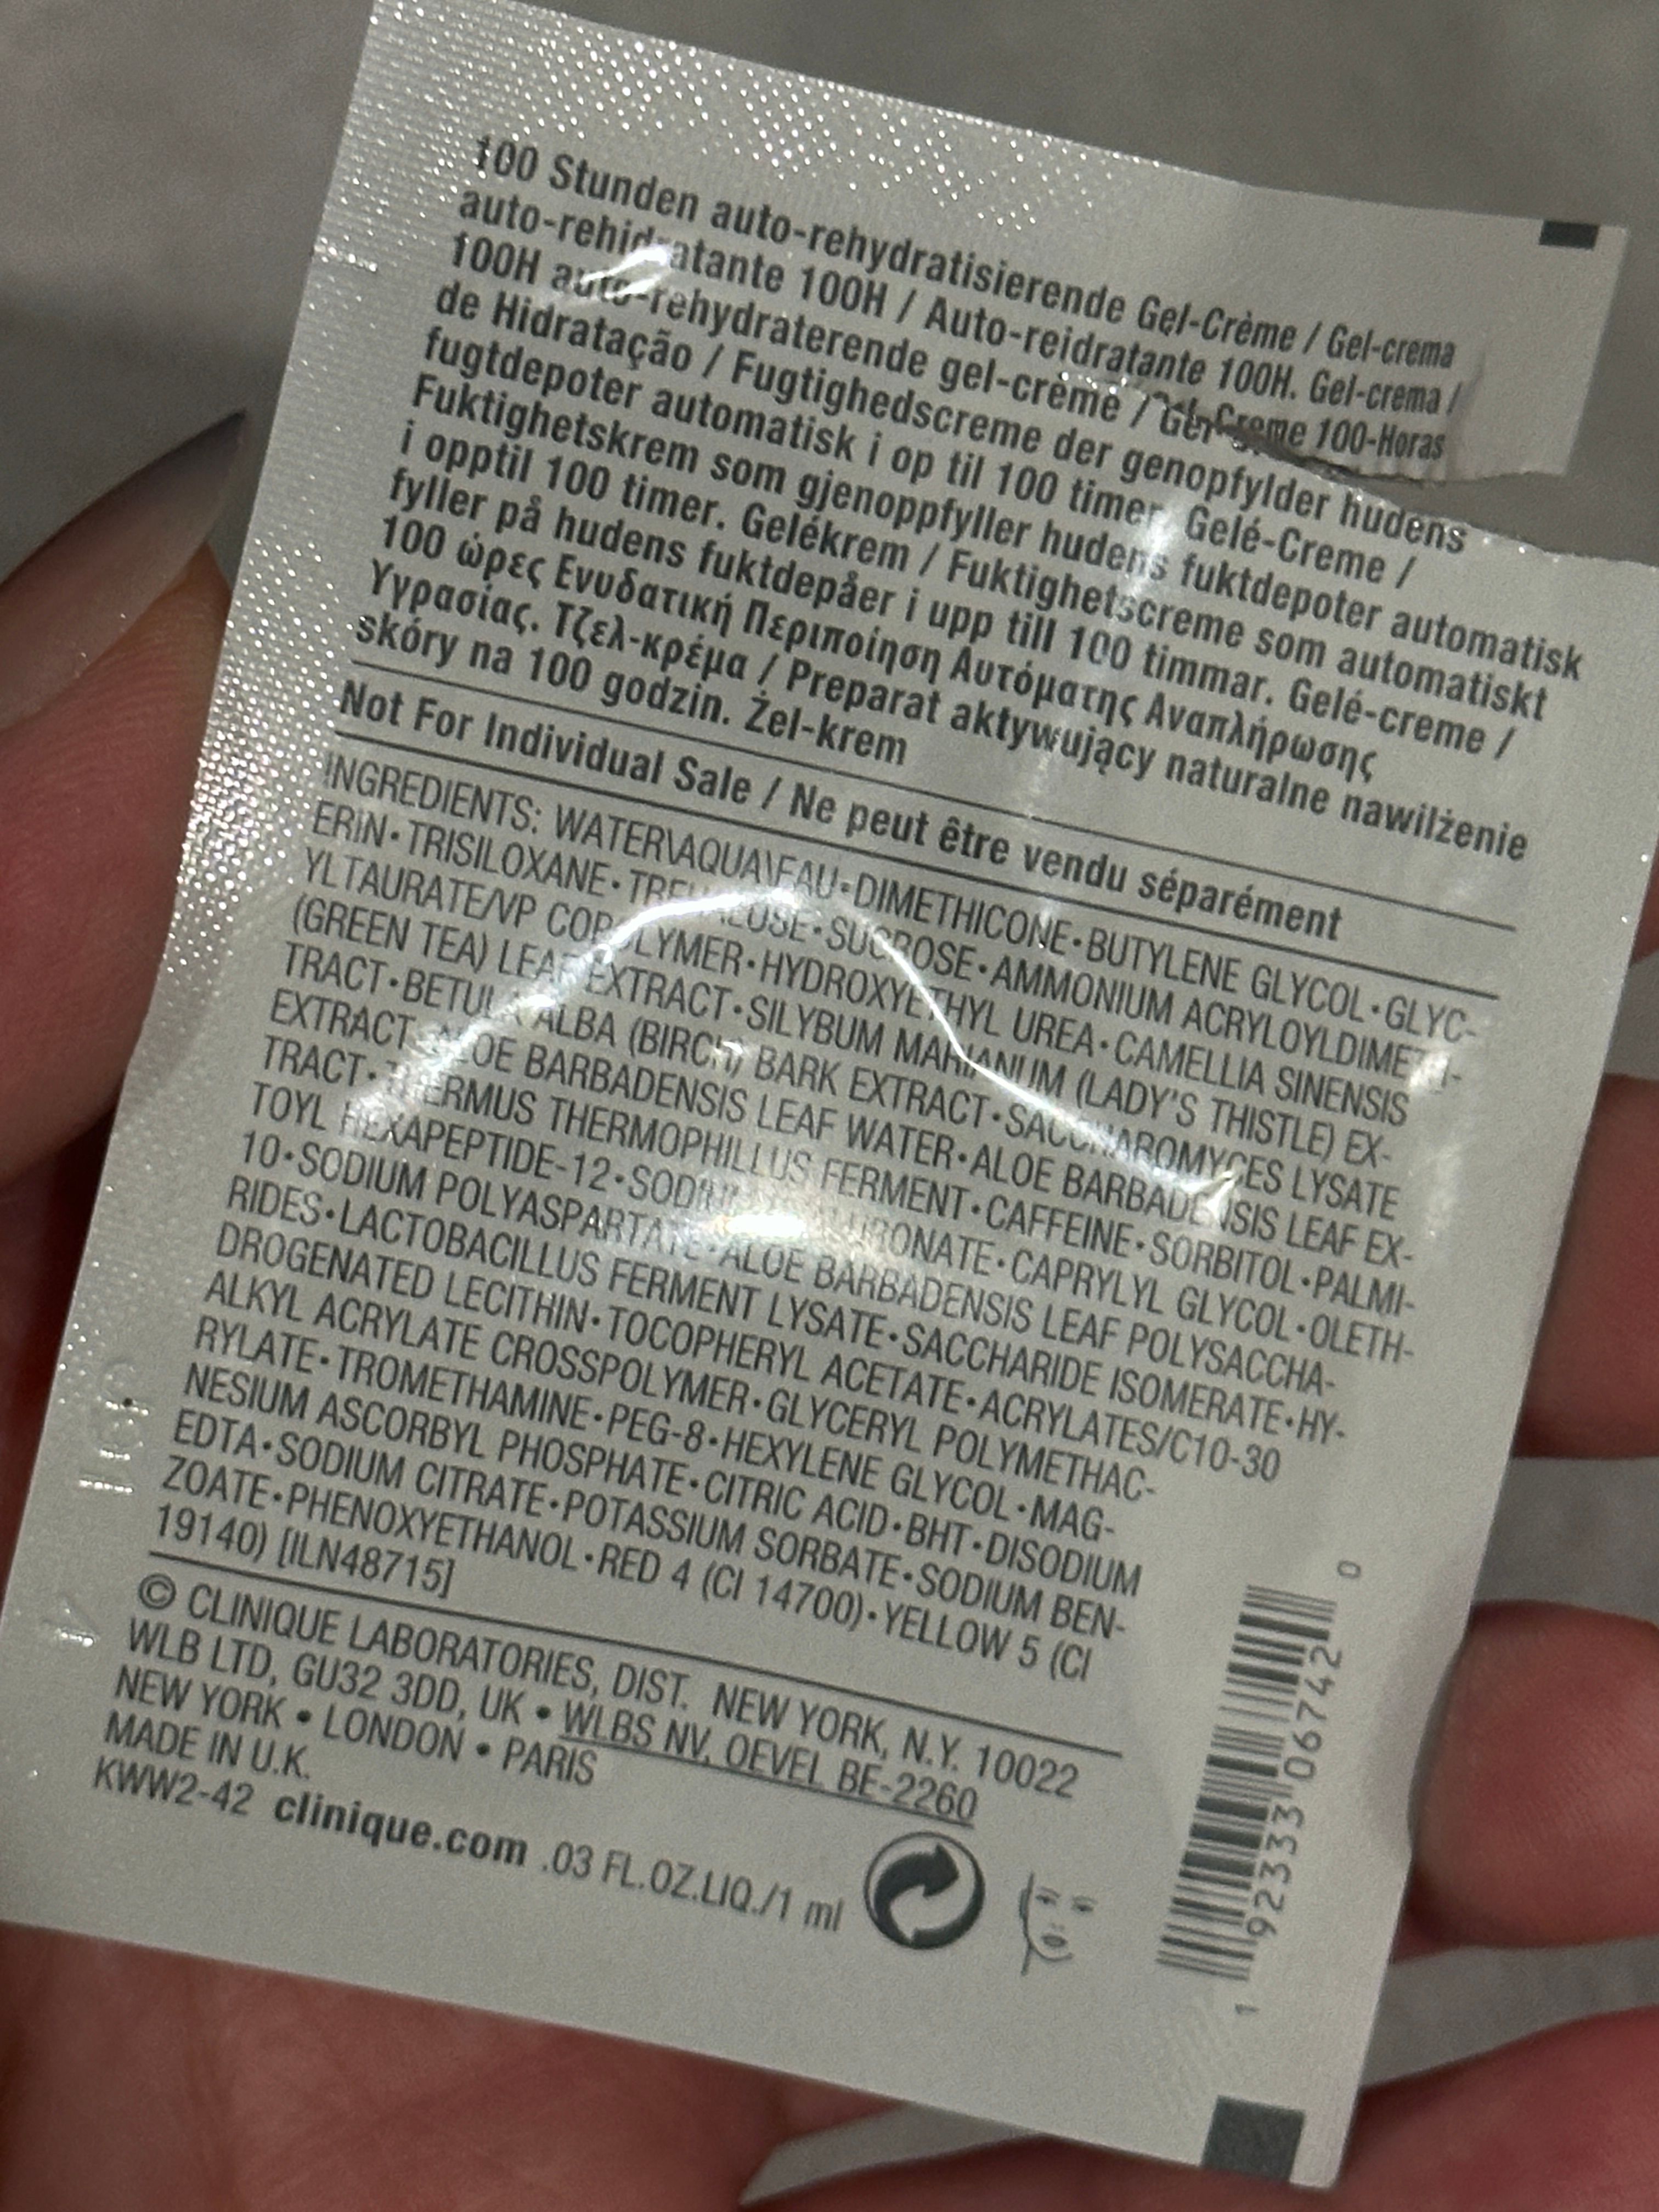 100 Stunden auto-rehydratisierende Gel-Crème / Gel-crema
auto-rehidratante 100H / Auto-reidratante 100H. Gel-crema /
100H auto-rehydraterende gel-crème / Gel-Creme 100-Horas
de Hidratação / Fugtighedscreme der genopfylder hudens
fugtdepoter automatisk i op til 100 timer. Gelé-Creme /
Fuktighetskrem som gjenoppfyller hudens fuktdepoter automatisk
i opptil 100 timer. Gelékrem / Fuktighetscreme som automatiskt
fyller på hudens fuktdepåer i upp till 100 timmar. Gelé-creme /
100 ώρες Ενυδατική Περιποίηση Αυτόματης Αναπλήρωσης
Υγρασίας. Τζελ-κρέμα / Preparat aktywujący naturalne nawilżenie
skóry na 100 godzin. Żel-krem
Not For Individual Sale / Ne peut être vendu séparément
INGREDIENTS: WATER\AQUA\EAU•DIMETHICONE•BUTYLENE GLYCOL•GLYC-
ERIN•TRISILOXANE•TREHALOSE•SUCROSE•AMMONIUM ACRYLOYLDIMETH-
YLTAURATE/VP COPOLYMER•HYDROXYETHYL UREA•CAMELLIA SINENSIS
(GREEN TEA) LEAF EXTRACT•SILYBUM MARIANUM (LADY'S THISTLE) EX-
TRACT•BETULA ALBA (BIRCH) BARK EXTRACT•SACCHAROMYCES LYSATE
EXTRACT•ALOE BARBADENSIS LEAF WATER•ALOE BARBADENSIS LEAF EX-
TRACT•THERMUS THERMOPHILLUS FERMENT•CAFFEINE•SORBITOL•PALMI-
TOYL HEXAPEPTIDE-12•SODIUM HYALURONATE•CAPRYLYL GLYCOL•OLETH-
10•SODIUM POLYASPARTATE•ALOE BARBADENSIS LEAF POLYSACCHA-
RIDES•LACTOBACILLUS FERMENT LYSATE•SACCHARIDE ISOMERATE•HY-
DROGENATED LECITHIN•TOCOPHERYL ACETATE•ACRYLATES/C10-30
ALKYL ACRYLATE CROSSPOLYMER•GLYCERYL POLYMETHAC-
RYLATE•TROMETHAMINE•PEG-8•HEXYLENE GLYCOL•MAG-
NESIUM ASCORBYL PHOSPHATE•CITRIC ACID•BHT•DISODIUM
EDTA•SODIUM CITRATE•POTASSIUM SORBATE•SODIUM BEN-
ZOATE•PHENOXYETHANOL•RED 4 (CI 14700)•YELLOW 5 (CI
19140) [ILN48715]
© CLINIQUE LABORATORIES, DIST. NEW YORK, N.Y. 10022
WLB LTD, GU32 3DD, UK • WLBS NV, OEVEL BE-2260
NEW YORK • LONDON • PARIS
MADE IN U.K.
KWW2-42 clinique.com .03 FL.OZ.LIQ./1 ml
1 92333 06742 0